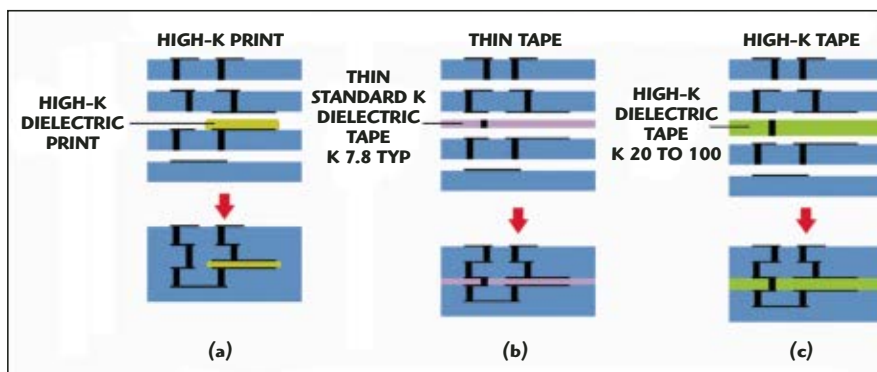 HIGH-K PRINT
HIGH-K
DIELECTRIC
PRINT
(a)
THIN TAPE
THIN
STANDARD K
DIELECTRIC
TAPE
K 7.8 TYP
(b)
HIGH-K TAPE
HIGH-K
DIELECTRIC
TAPE
K 20 TO 100
(c)